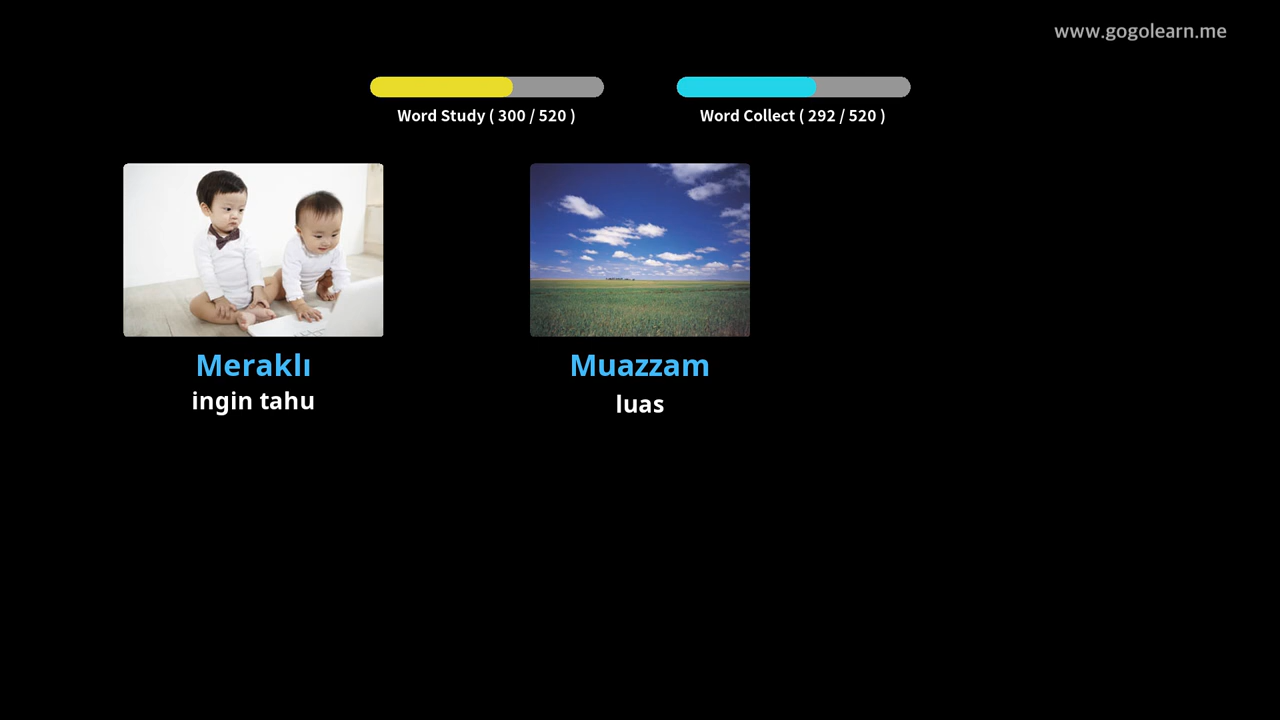 www.gogolearn.me
Word Study ( 300 / 520 )
Word Collect ( 292 / 520 )
Meraklı
ingin tahu
Muazzam
luas